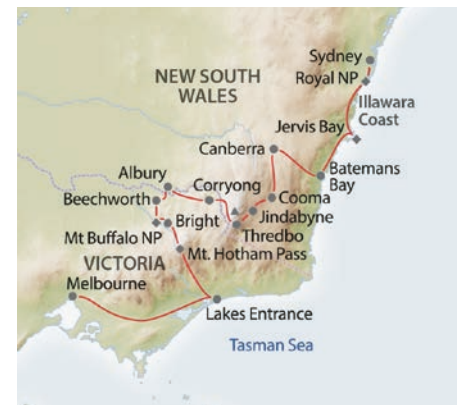 Sydney
Royal NP
NEW SOUTH
WALES
Illawara
Coast
Jervis Bay
Canberra
Batemans
Bay
Albury
Corryong
Beechworth
Cooma
Bright
Jindabyne
Mt Buffalo NP
Thredbo
VICTORIA
Mt. Hotham Pass
Melbourne
Lakes Entrance
Tasman Sea